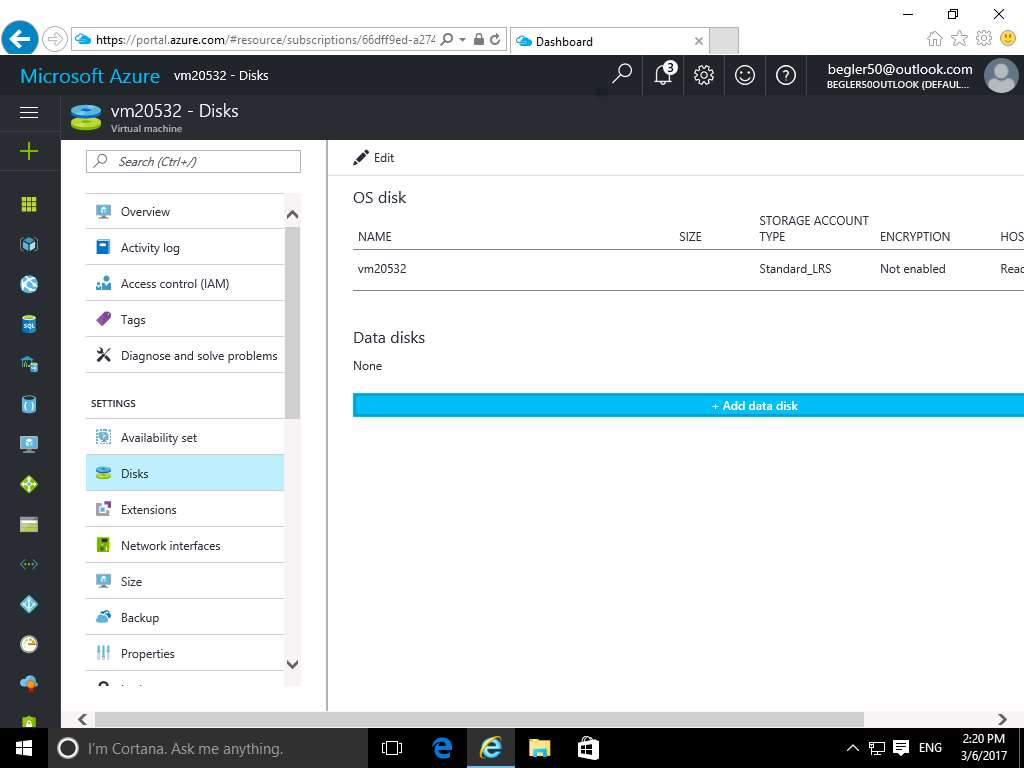 https://portal.azure.com/#resource/subscriptions/66dff9ed-a274
Dashboard
Microsoft Azure
vm20532 - Disks
3
begler50@outlook.com
BEGLER50OUTLOOK (DEFAUL...
vm20532 - Disks
Virtual machine
Search (Ctrl+/)
Overview
Activity log
Access control (IAM)
Tags
Diagnose and solve problems
SETTINGS
Availability set
Disks
Extensions
Network interfaces
Size
Backup
Properties
Edit
OS disk
NAME
SIZE
STORAGE ACCOUNT
TYPE
ENCRYPTION
HOS
vm20532
Standard_LRS
Not enabled
Reac
Data disks
None
+ Add data disk
SQL
I'm Cortana. Ask me anything.
ENG
2:20 PM
3/6/2017